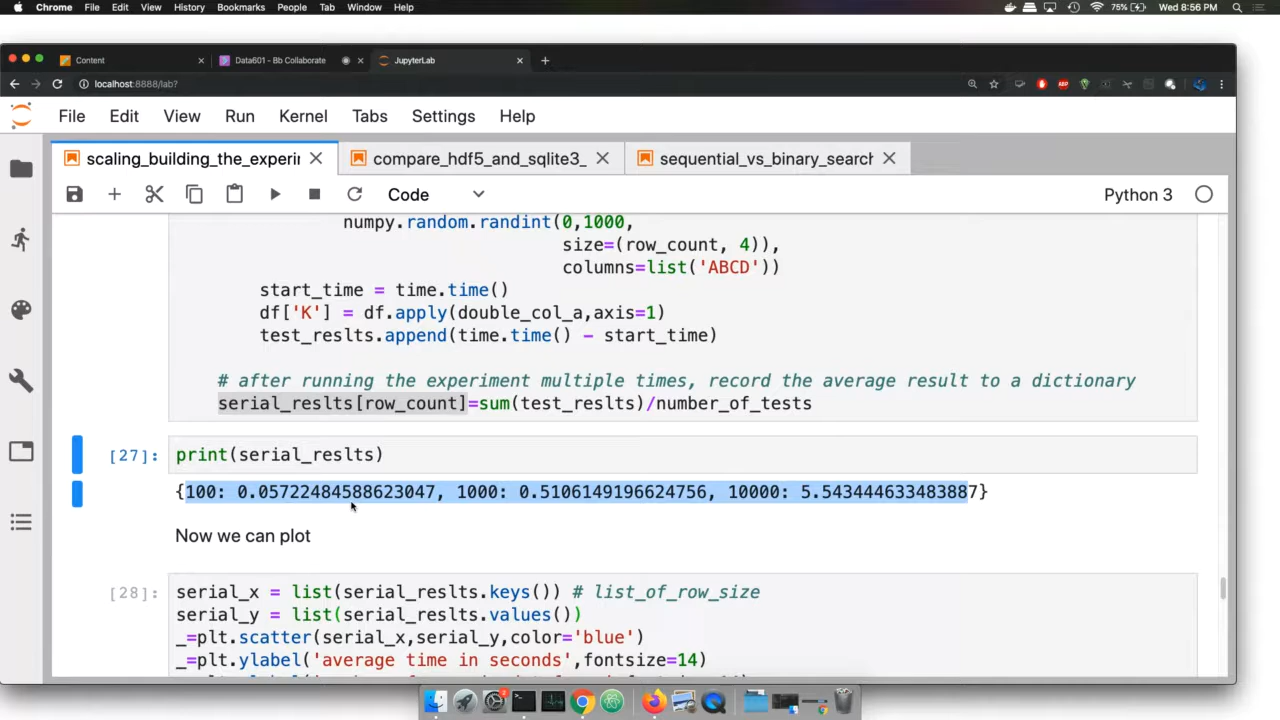 Chrome File Edit View History Bookmarks People Tab Window Help 75% Wed 8:56 PM
Content Data601 - Bb Collaborate JupyterLab
localhost:8888/lab?
File Edit View Run Kernel Tabs Settings Help
scaling_building_the_experir compare_hdf5_and_sqlite3_ sequential_vs_binary_search
Code Python 3
numpy.random.randint(0,1000,
size=(row_count, 4)),
columns=list('ABCD'))
start_time = time.time()
df['K'] = df.apply(double_col_a,axis=1)
test_reslts.append(time.time() - start_time)
# after running the experiment multiple times, record the average result to a dictionary
serial_reslts[row_count]=sum(test_reslts)/number_of_tests
[27]: print(serial_reslts)
{100: 0.05722484588623047, 1000: 0.5106149196624756, 10000: 5.543444633483887}
Now we can plot
[28]: serial_x = list(serial_reslts.keys()) # list_of_row_size
serial_y = list(serial_reslts.values())
_=plt.scatter(serial_x,serial_y,color='blue')
_=plt.ylabel('average time in seconds',fontsize=14)